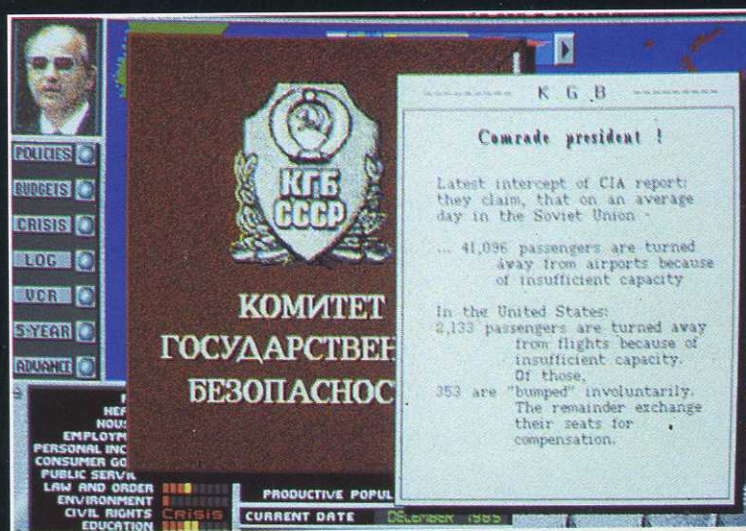 POLICIES
BUDGETS
CRISIS
LOG
VCR
5-YEAR
ADVANCE
КГБ
СССР
КОМИТЕТ
ГОСУДАРСТВЕН
БЕЗОПАСНОС
K G B
Comrade president !
Latest intercept of CIA report:
they claim, that on an average
day in the Soviet Union -
... 41,096 passengers are turned
away from airports because
of insufficient capacity
In the United States:
2,133 passengers are turned away
from flights because of
insufficient capacity.
Of those,
353 are "bumped" involuntarily.
The remainder exchange
their seats for
compensation.
HOUS
EMPLOYM
PERSONAL INC
CONSUMER GO
PUBLIC SERVI
LAW AND ORDER
ENVIRONMENT
CIVIL RIGHTS
Crisis
EDUCATION
PRODUCTIVE POPUL
CURRENT DATE
DECEMBER 1985